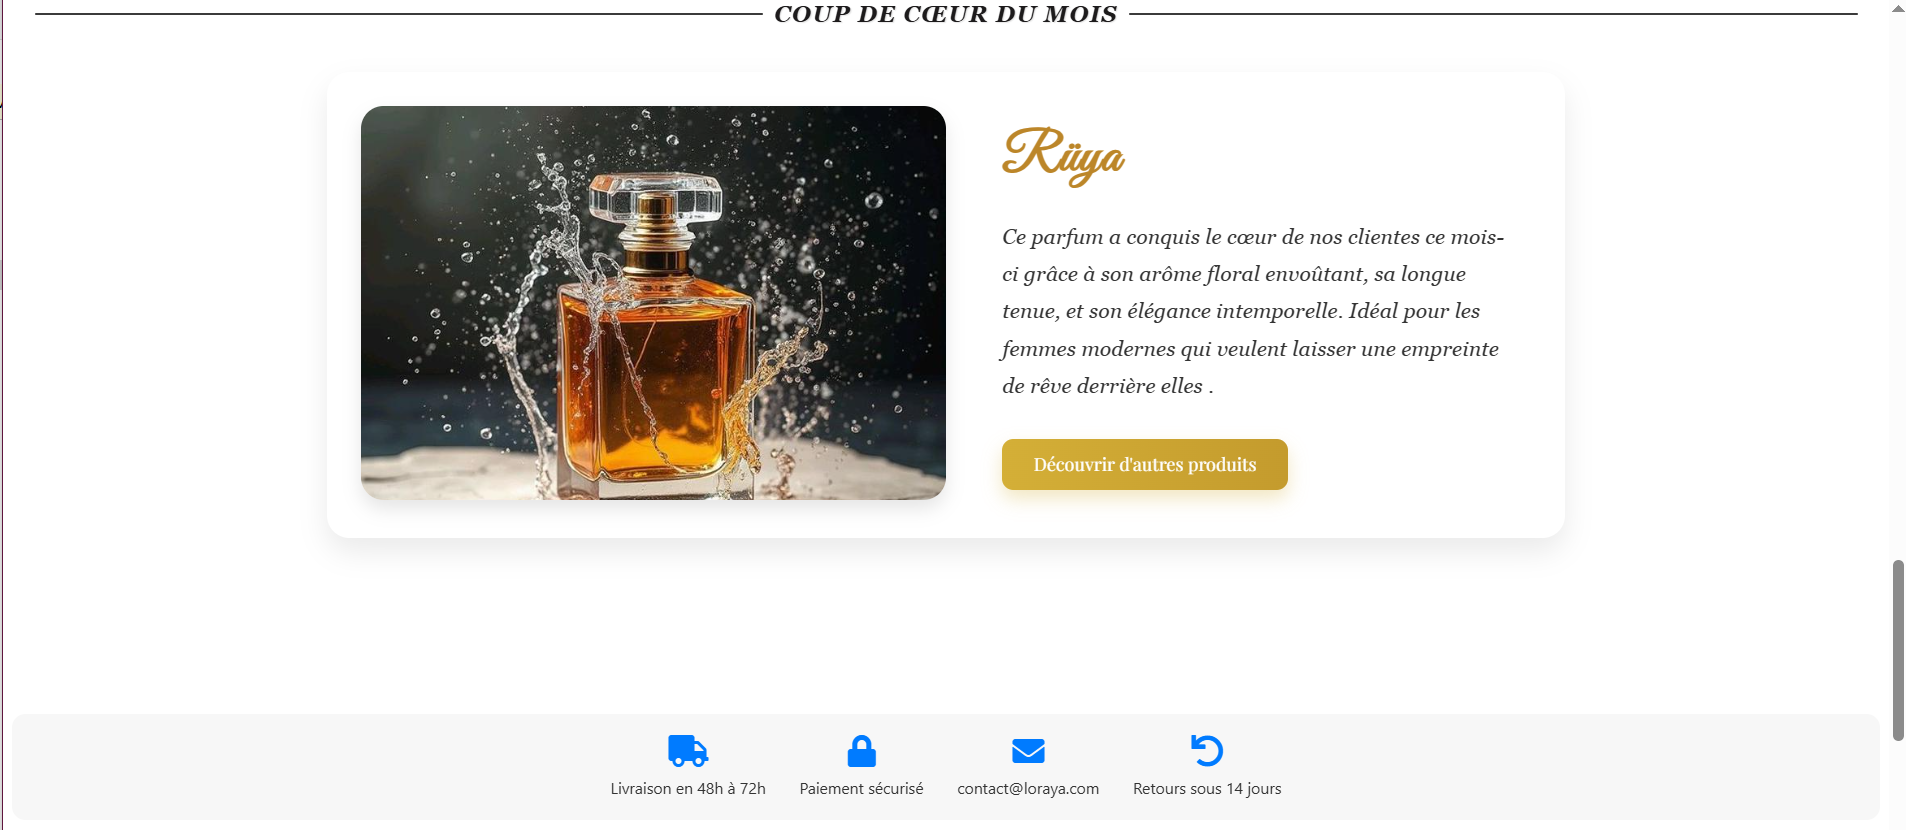 COUP DE CŒUR DU MOIS
Rüya
Ce parfum a conquis le cœur de nos clientes ce mois-
ci grâce à son arôme floral envoûtant, sa longue
tenue, et son élégance intemporelle. Idéal pour les
femmes modernes qui veulent laisser une empreinte
de rêve derrière elles .
Découvrir d'autres produits
Livraison en 48h à 72h
Paiement sécurisé
contact@loraya.com
Retours sous 14 jours